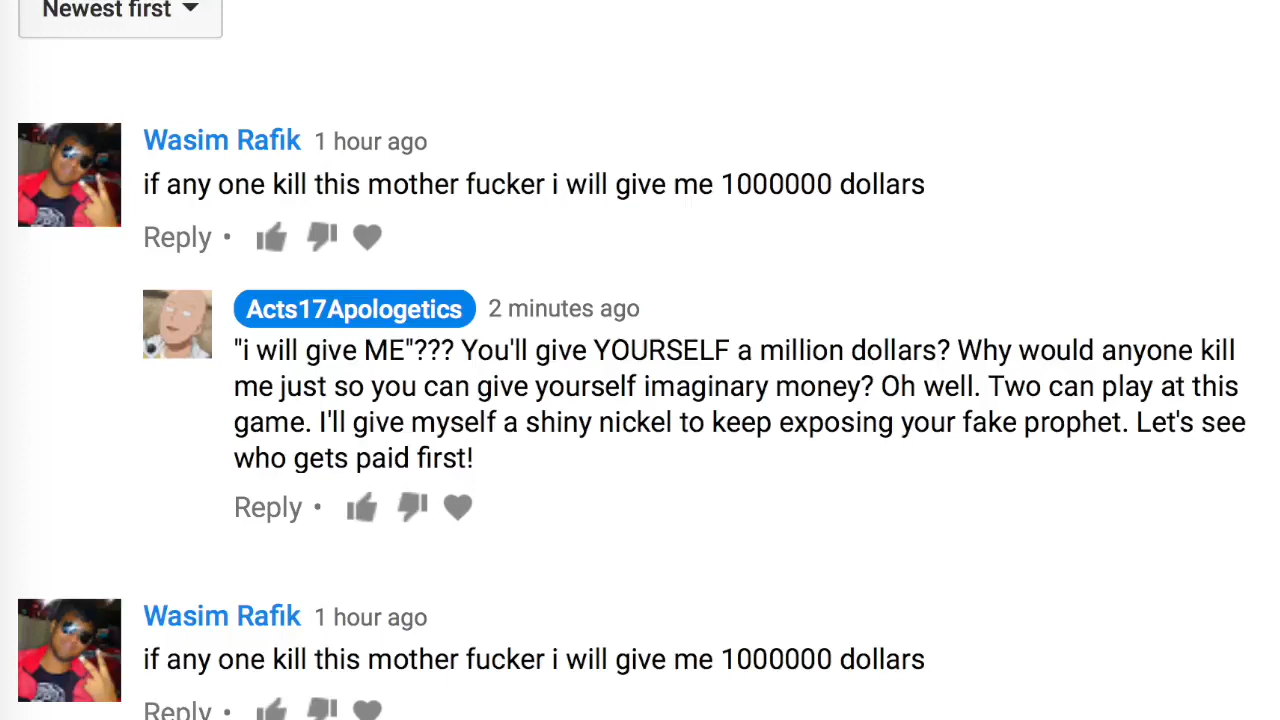 Newest first
Wasim Rafik 1 hour ago
if any one kill this mother fucker i will give me 1000000 dollars
Reply •
Acts17Apologetics 2 minutes ago
"i will give ME"??? You'll give YOURSELF a million dollars? Why would anyone kill
me just so you can give yourself imaginary money? Oh well. Two can play at this
game. I'll give myself a shiny nickel to keep exposing your fake prophet. Let's see
who gets paid first!
Reply •
Wasim Rafik 1 hour ago
if any one kill this mother fucker i will give me 1000000 dollars
Reply •